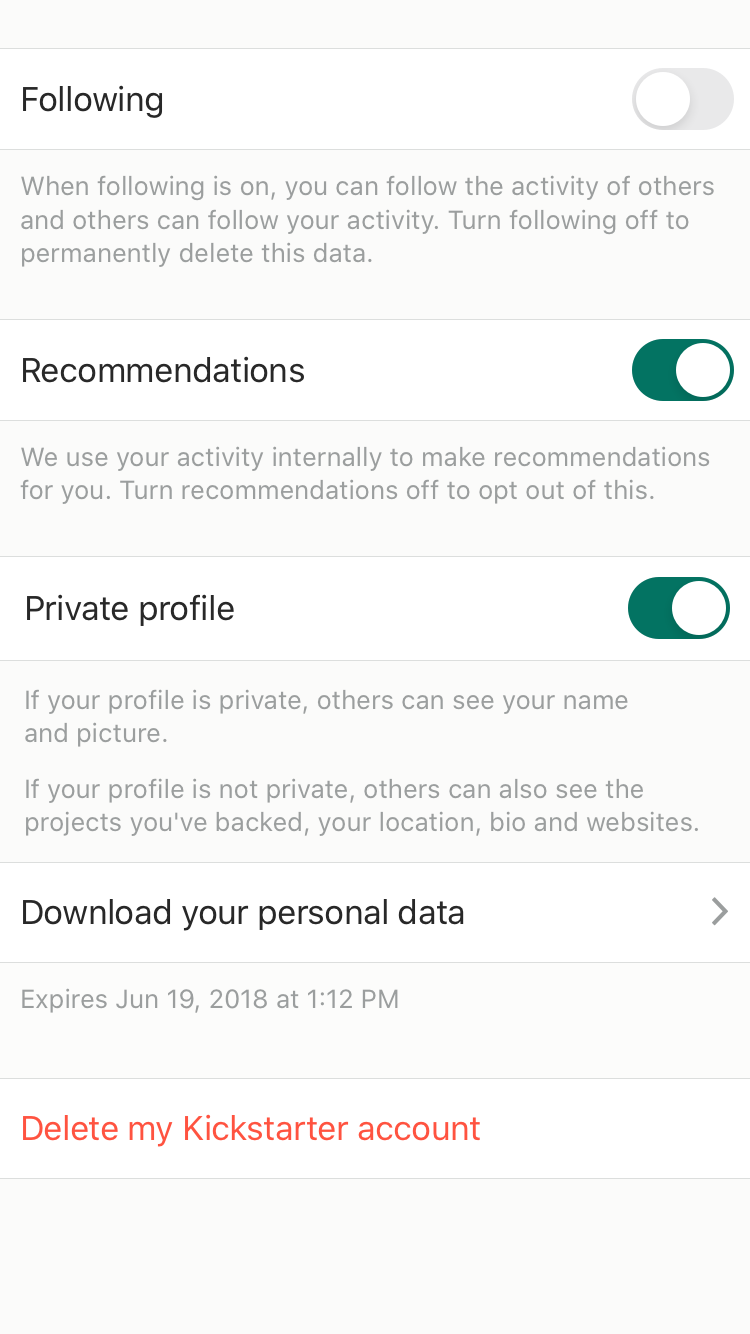 Following
When following is on, you can follow the activity of others
and others can follow your activity. Turn following off to
permanently delete this data.
Recommendations
We use your activity internally to make recommendations
for you. Turn recommendations off to opt out of this.
Private profile
If your profile is private, others can see your name
and picture.
If your profile is not private, others can also see the
projects you've backed, your location, bio and websites.
Download your personal data
Expires Jun 19, 2018 at 1:12 PM
Delete my Kickstarter account